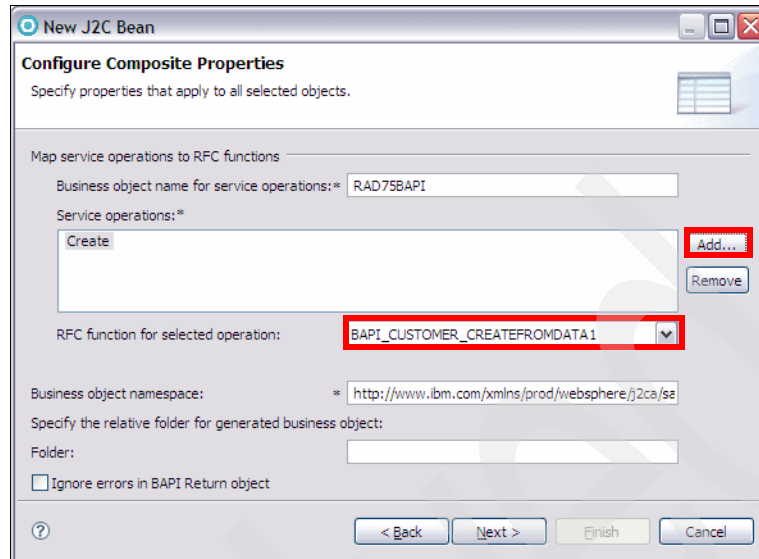 New J2C Bean
Configure Composite Properties
Specify properties that apply to all selected objects.
Map service operations to RFC functions
Business object name for service operations:* RAD75BAPI
Service operations:*
Create
Add...
Remove
RFC function for selected operation: BAPI_CUSTOMER_CREATEFROMDATA1
Business object namespace: * http://www.ibm.com/xmlns/prod/websphere/j2ca/sa
Specify the relative folder for generated business object:
Folder:
Ignore errors in BAPI Return object
? < Back Next > Finish Cancel